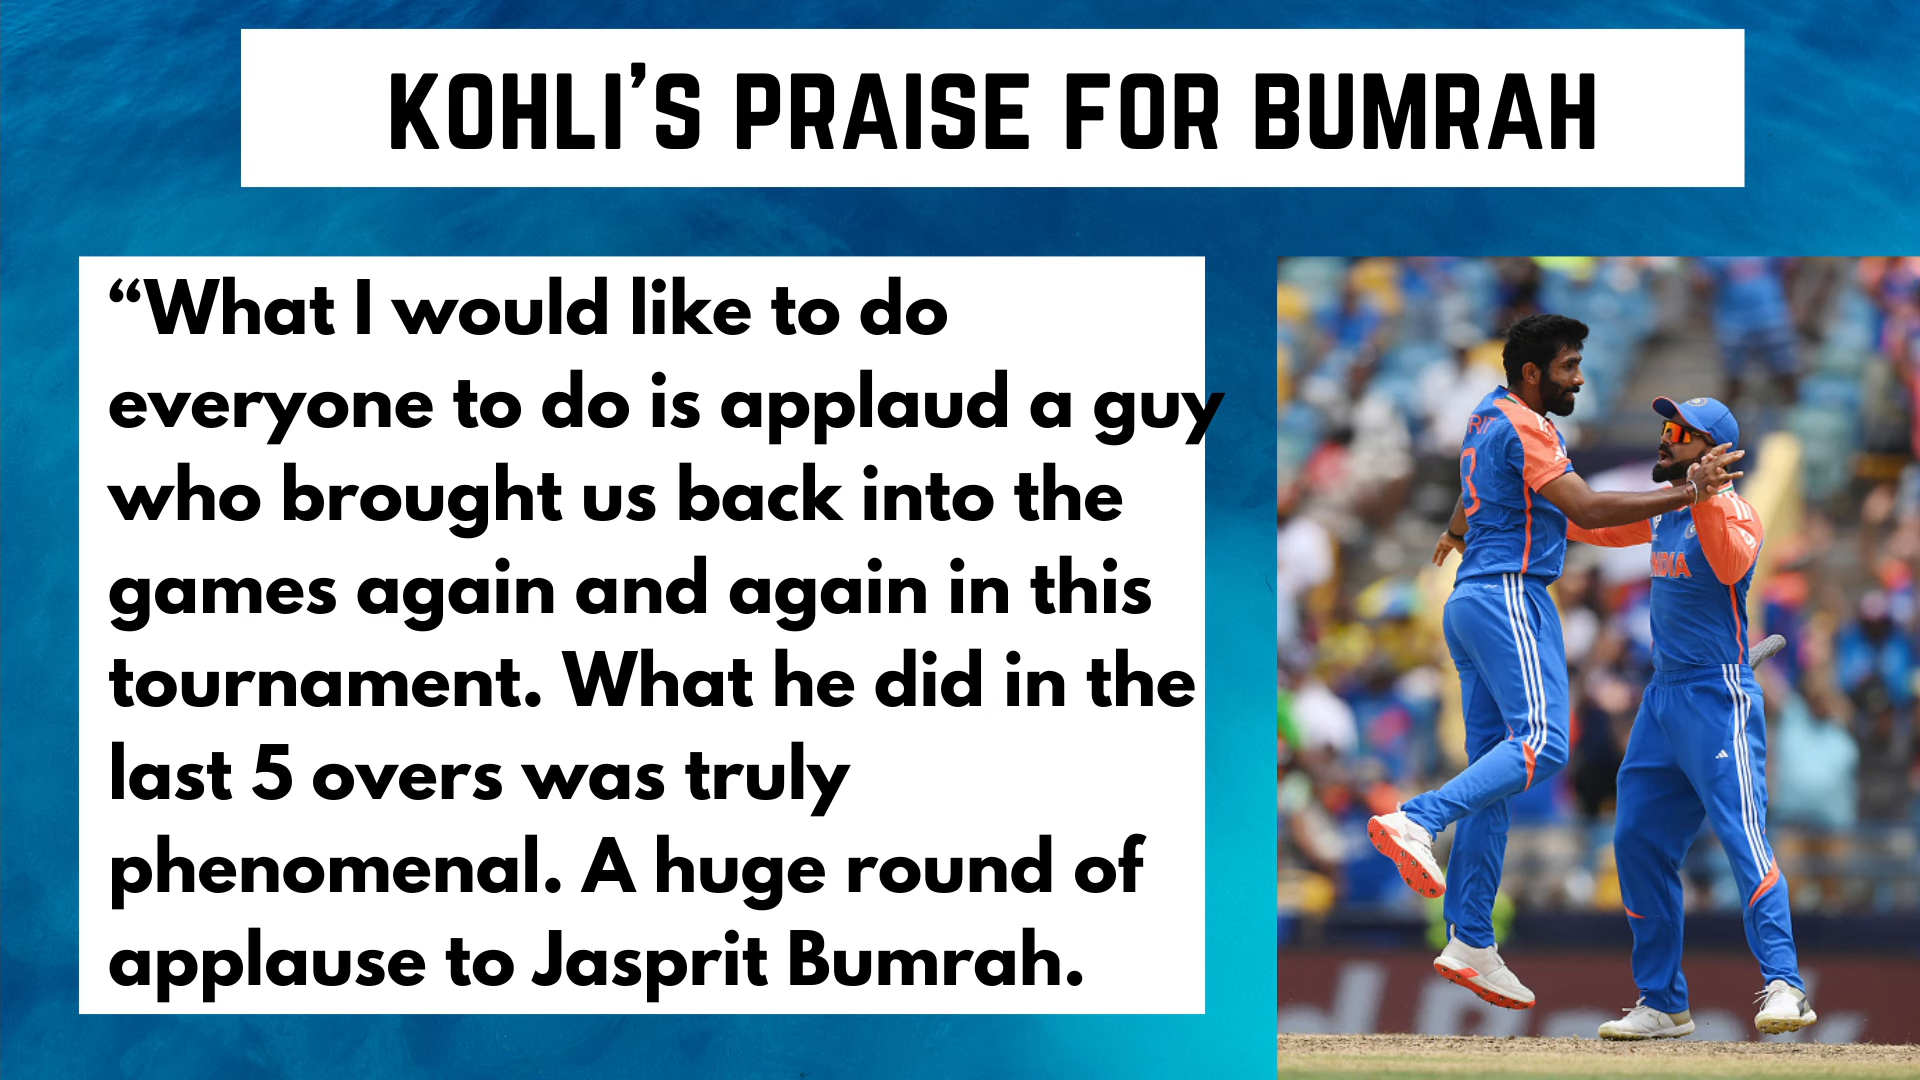 KOHLI'S PRAISE FOR BUMRAH
“What I would like to do
everyone to do is applaud a guy
who brought us back into the
games again and again in this
tournament. What he did in the
last 5 overs was truly
phenomenal. A huge round of
applause to Jasprit Bumrah.